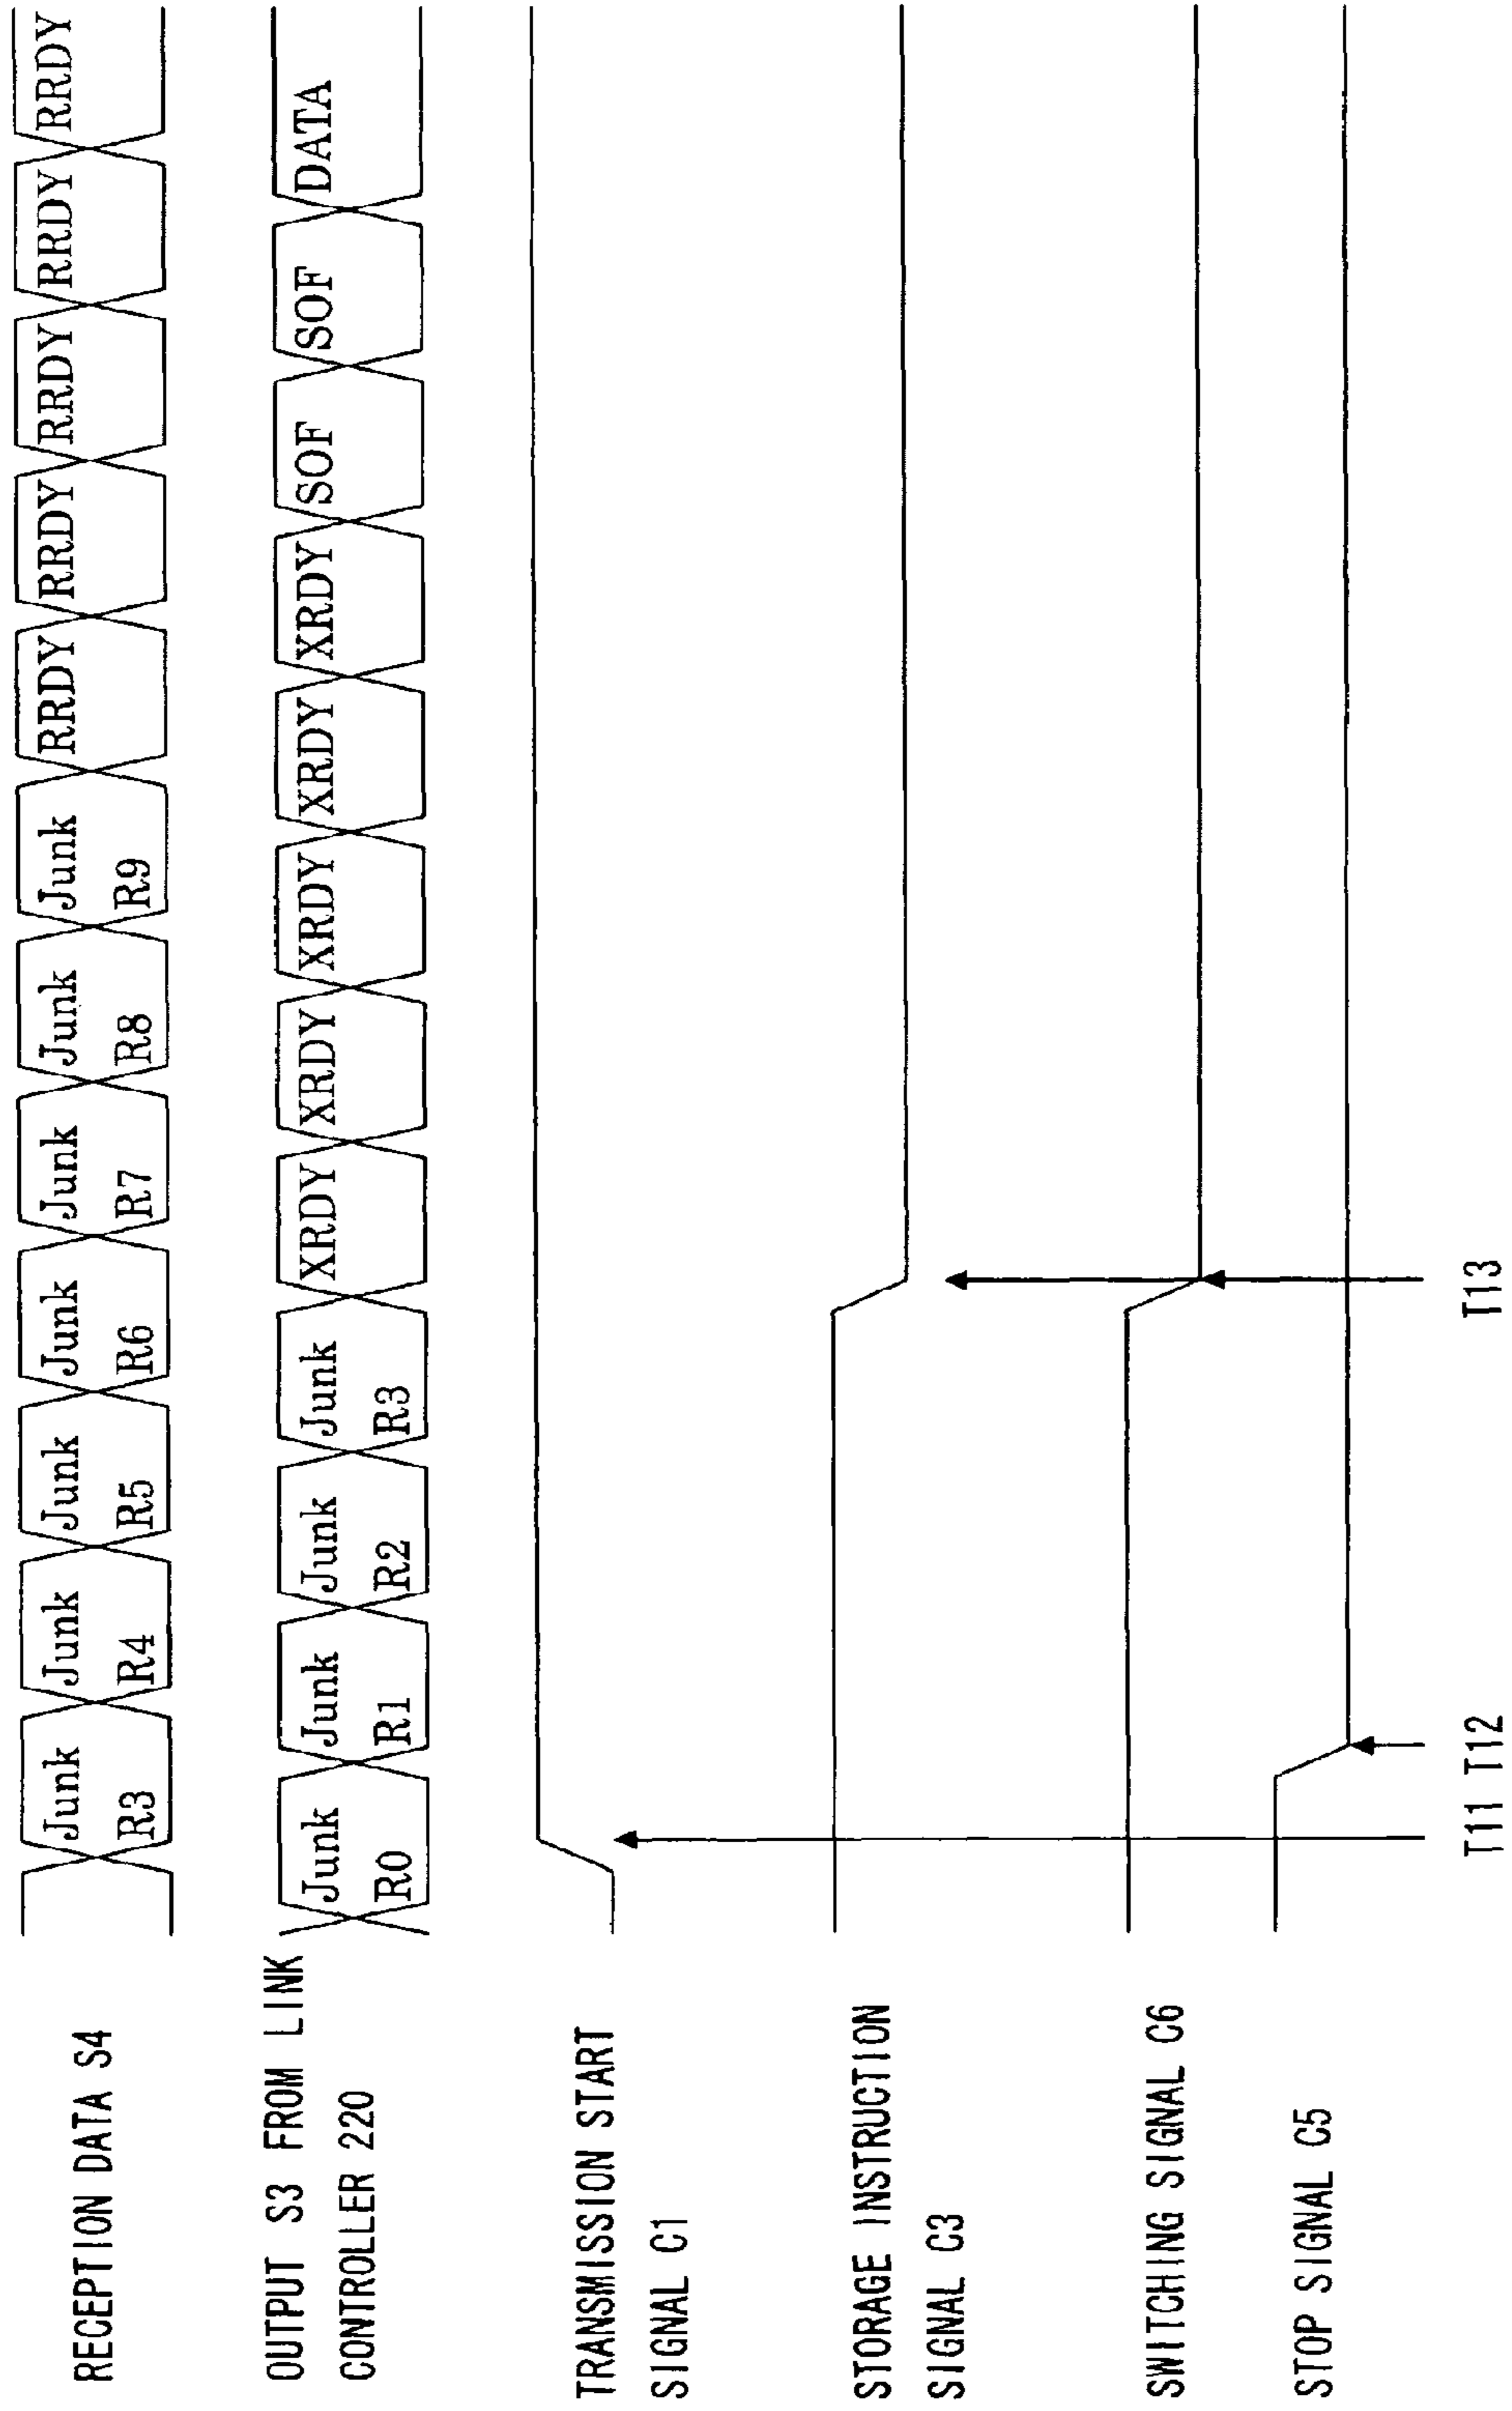 RECEPTION DATA S4
Junk R3
Junk R4
Junk R5
Junk R6
Junk R7
Junk R8
Junk R9
RRDY
RRDY
RRDY
RRDY
RRDY
OUTPUT S3 FROM LINK
CONTROLLER 220
Junk R0
Junk R1
Junk R2
Junk R3
XRDY
XRDY
XRDY
XRDY
XRDY
SOF
SOF
DATA
TRANSMISSION START
SIGNAL C1
STORAGE INSTRUCTION
SIGNAL C3
SWITCHING SIGNAL C6
STOP SIGNAL C5
T11 T12
T13